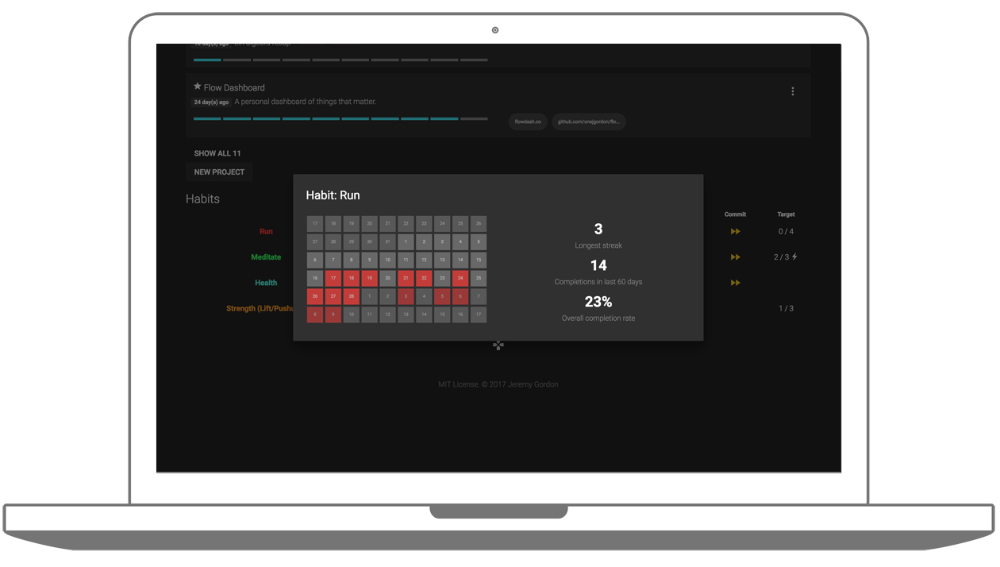 Flow Dashboard
24 day(s) ago A personal dashboard of things that matter.
flowdash.co
SHOW ALL 11
NEW PROJECT
Habits
Commit Target
Run 0 / 4
Meditate 2 / 3
Health
Strength (Lift/Push
1 / 3
Habit: Run
17 18 19 20 21 22 23 24 25 26
27 28 29 30 31 1 2 3 4 5
6 7 8 9 10 11 12 13 14 15
16 17 18 19 20 21 22 23 24 25
26 27 28 1 2 3 4 5 6 7
8 9 10 11 12 13 14 15 16 17
3
Longest streak
14
Completions in last 60 days
23%
Overall completion rate
MIT License. © 2017 Jeremy Gordon